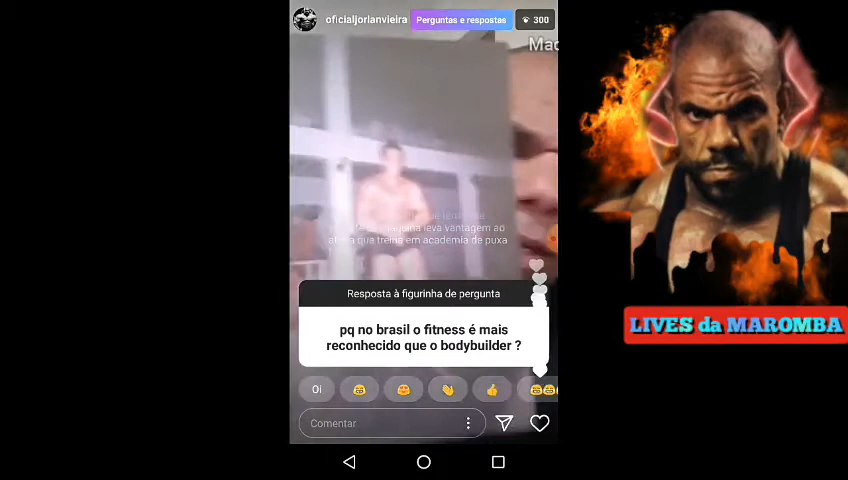 oficialjorlanvieira
Perguntas e respostas
300
Mac
leva vantagem ao
que treina em academia de puxa
Resposta à figurinha de pergunta
pq no brasil o fitness é mais
reconhecido que o bodybuilder ?
LIVES da MAROMBA
Oi
Comentar